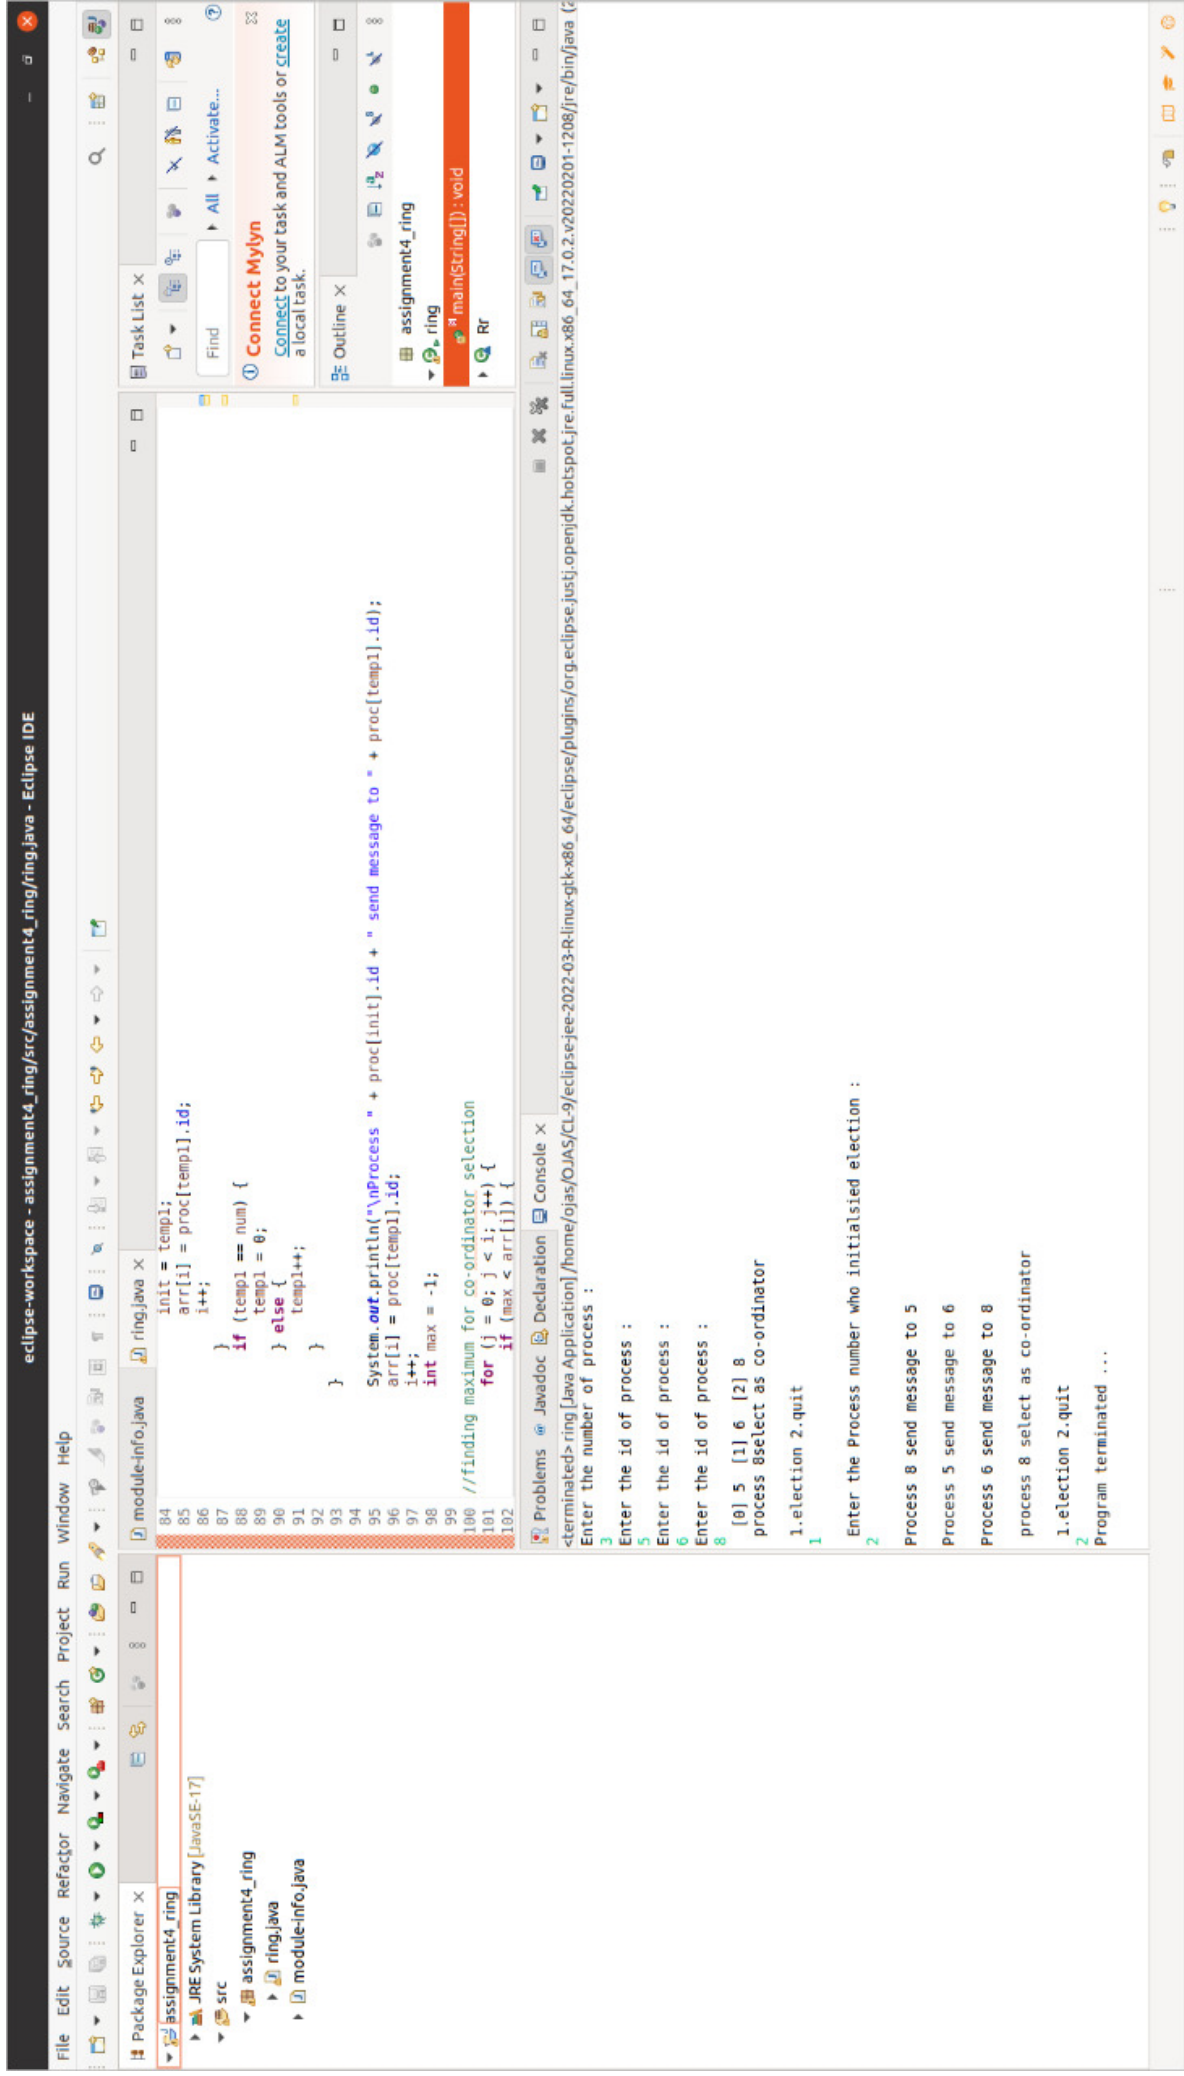 eclipse-workspace - assignment4_ring/src/assignment4_ring/ring.java - Eclipse IDE
File Edit Source Refactor Navigate Search Project Run Window Help
Package Explorer ×
assignment4_ring
JRE System Library [JavaSE-17]
src
assignment4_ring
ring.java
module-info.java
module-info.java
ring.java ×
84 init = temp1;
85 arr[i] = proc[temp1].id;
86 i++;
87 }
88 if (temp1 == num) {
89 temp1 = 0;
90 } else {
91 temp1++;
92 }
93 }
94
95 System.out.println("\nProcess " + proc[init].id + " send message to " + proc[temp1].id);
96 arr[i] = proc[temp1].id;
97 i++;
98 int max = -1;
99
100 //finding maximum for co-ordinator selection
101 for (j = 0; j < i; j++) {
102 if (max < arr[j]) {
Task List ×
Find
All
Activate...
Connect Mylyn
Connect to your task and ALM tools or create
a local task.
Outline ×
assignment4_ring
ring
main(String[]) : void
Rr
Problems @ Javadoc Declaration Console ×
<terminated> ring [Java Application] /home/ojas/OJAS/CL-9/eclipse-jee-2022-03-R-linux-gtk-x86_64/eclipse/plugins/org.eclipse.justj.openjdk.hotspot.jre.full.linux.x86_64_17.0.2.v20220201-1208/jre/bin/java (2
Enter the number of process :
3
Enter the id of process :
5
Enter the id of process :
6
Enter the id of process :
8
[0] 5 [1] 6 [2] 8
process 8select as co-ordinator
1.election 2.quit
1
Enter the Process number who initialsied election :
2
Process 8 send message to 5
Process 5 send message to 6
Process 6 send message to 8
process 8 select as co-ordinator
1.election 2.quit
2
Program terminated ...